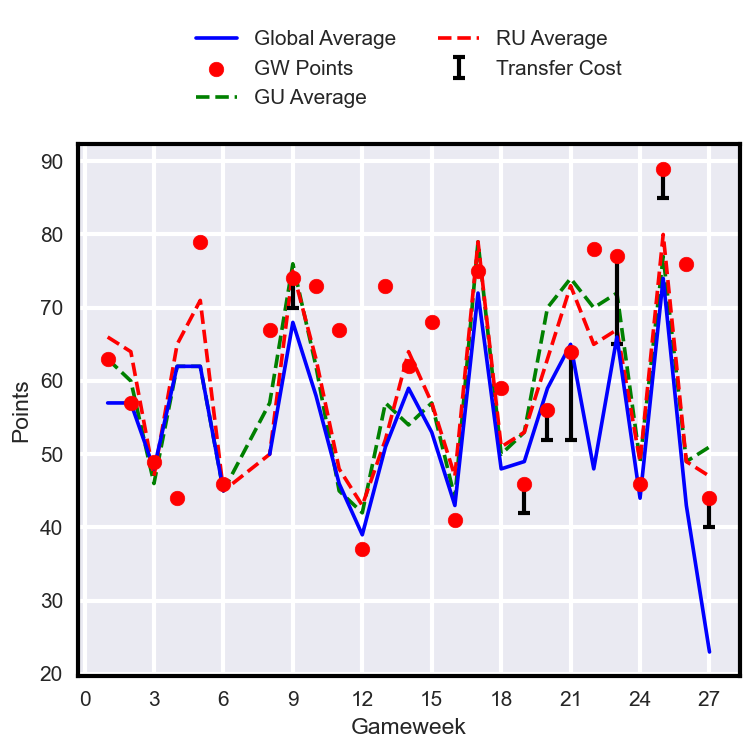 Global Average
GW Points
GU Average
RU Average
Transfer Cost
90
80
70
60
50
40
30
20
Points
0 3 6 9 12 15 18 21 24 27
Gameweek